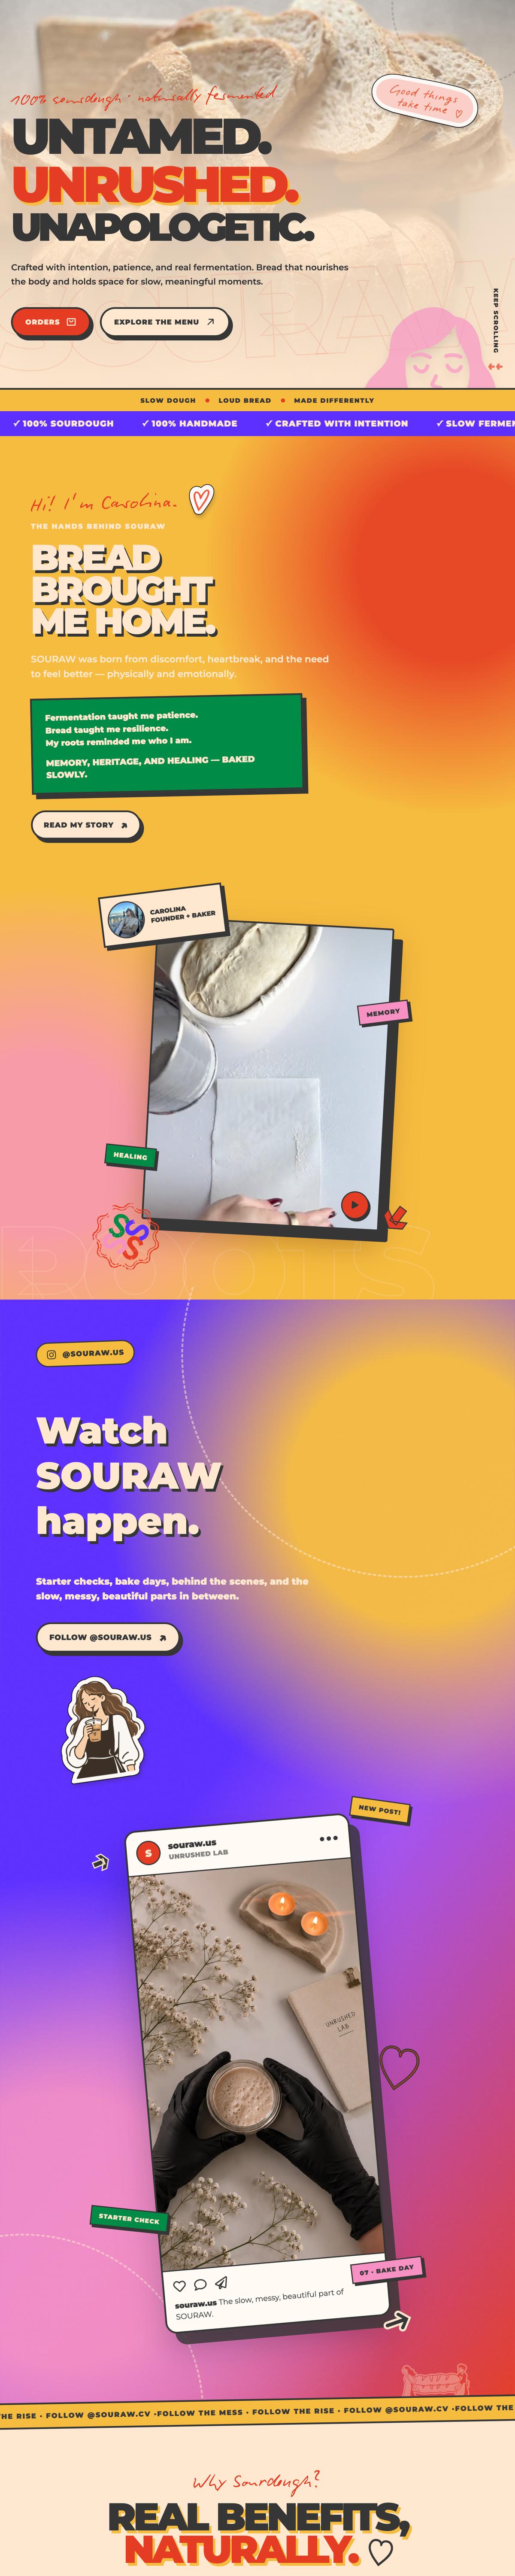 100% sourdough · naturally fermented
Good things
take time ♡
UNTAMED.
UNRUSHED.
UNAPOLOGETIC.
Crafted with intention, patience, and real fermentation. Bread that nourishes
the body and holds space for slow, meaningful moments.
KEEP SCROLLING
ORDERS
EXPLORE THE MENU
SOURAW
SLOW DOUGH • LOUD BREAD • MADE DIFFERENTLY
✓ 100% SOURDOUGH ✓ 100% HANDMADE ✓ CRAFTED WITH INTENTION ✓ SLOW FERMEN
Hi! I'm Carolina.
THE HANDS BEHIND SOURAW
BREAD
BROUGHT
ME HOME.
SOURAW was born from discomfort, heartbreak, and the need
to feel better — physically and emotionally.
Fermentation taught me patience.
Bread taught me resilience.
My roots reminded me who I am.
MEMORY, HERITAGE, AND HEALING — BAKED
SLOWLY.
READ MY STORY
CAROLINA
FOUNDER + BAKER
MEMORY
HEALING
ROOTS
@SOURAW.US
Watch
SOURAW
happen.
Starter checks, bake days, behind the scenes, and the
slow, messy, beautiful parts in between.
FOLLOW @SOURAW.US
NEW POST!
S
souraw.us
UNRUSHED LAB
UNRUSHED
LAB
STARTER CHECK
07 · BAKE DAY
souraw.us The slow, messy, beautiful part of
SOURAW.
HE RISE · FOLLOW @SOURAW.CV ·FOLLOW THE MESS · FOLLOW THE RISE · FOLLOW @SOURAW.CV ·FOLLOW THE
Why Sourdough?
REAL BENEFITS,
NATURALLY.